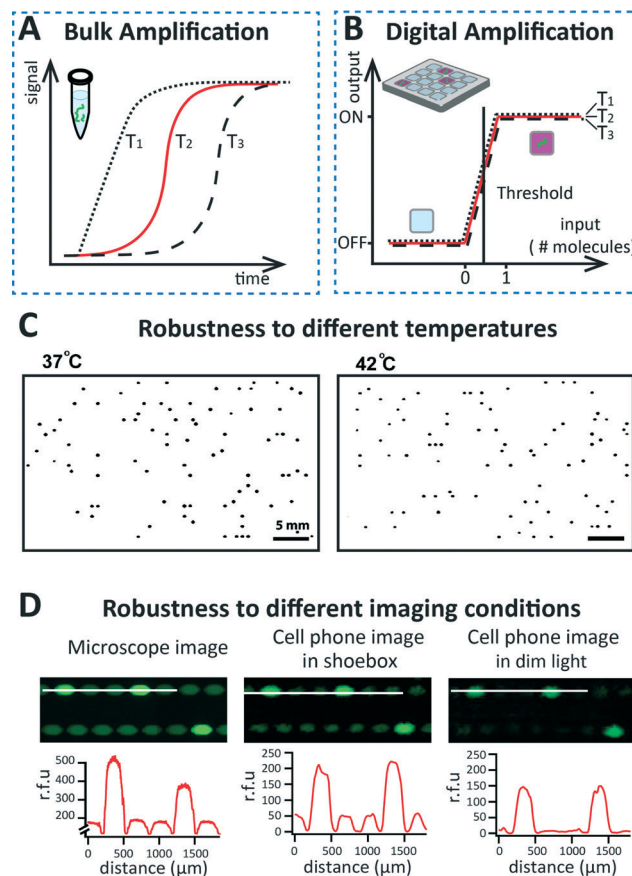 A Bulk Amplification
signal
T1
T2
T3
time
B Digital Amplification
output
ON
OFF
T1
T2
T3
Threshold
input
( # molecules)
0 1
C Robustness to different temperatures
37°C
42°C
5 mm
D Robustness to different imaging conditions
Microscope image
Cell phone image
in shoebox
Cell phone image
in dim light
r.f.u
500
400
300
200
0 500 1000 1500
distance (μm)
r.f.u
250
200
150
100
50
0
0 500 1000 1500
distance (μm)
r.f.u
250
200
150
100
50
0
0 500 1000 1500
distance (μm)